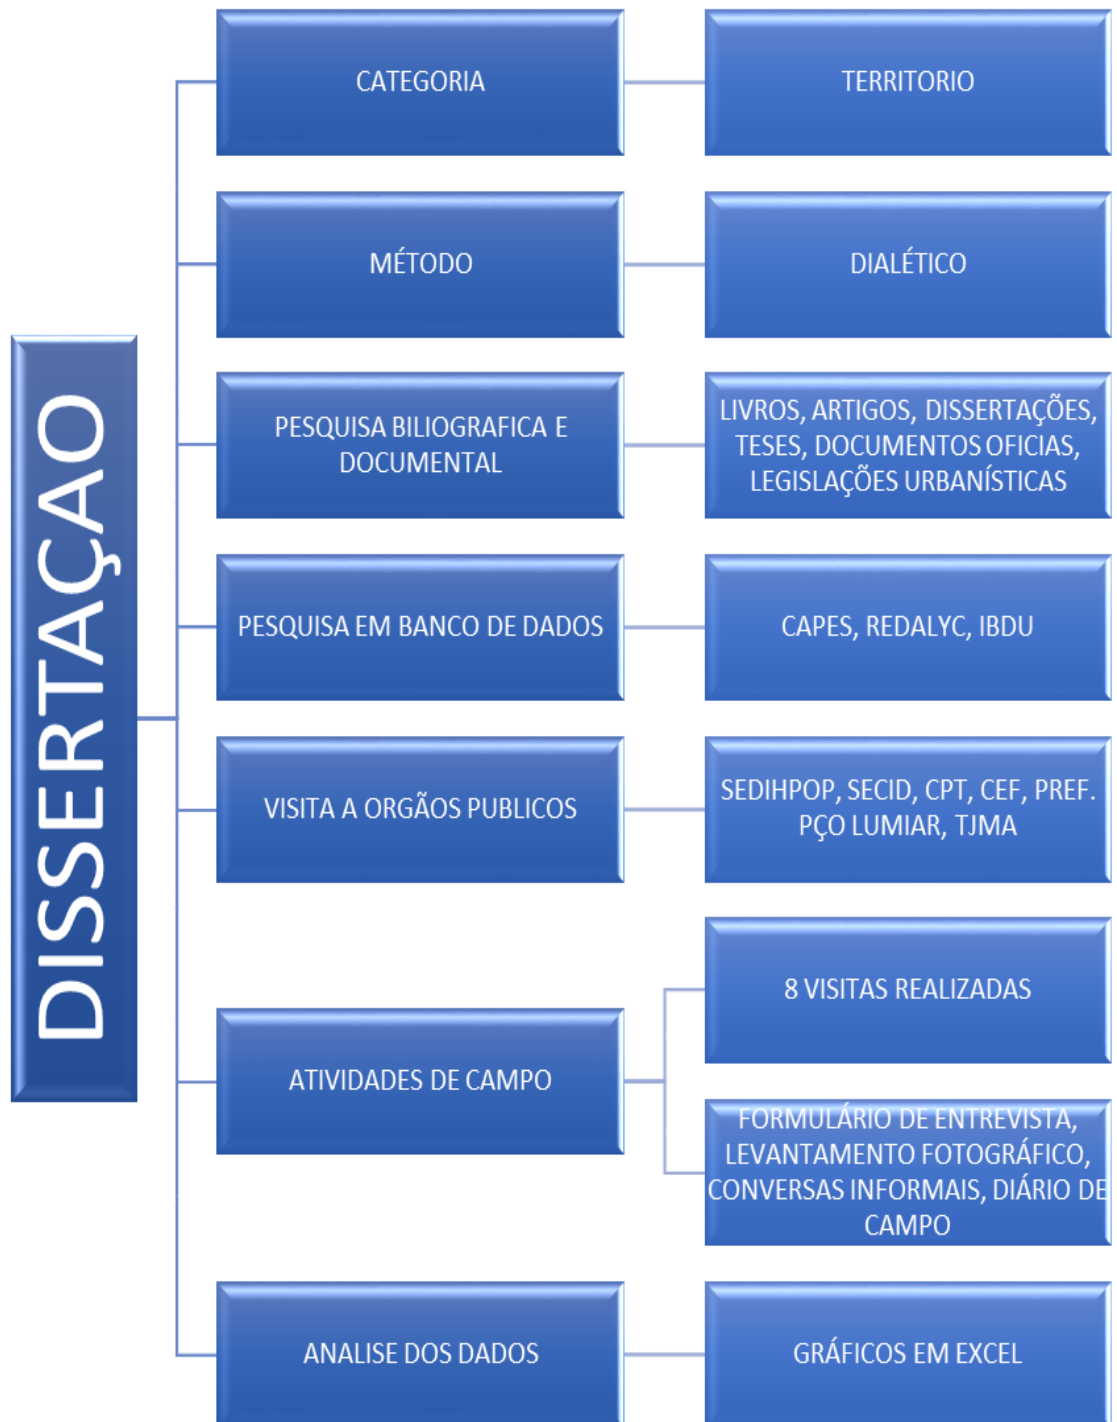 DISSERTAÇAO
CATEGORIA
TERRITORIO
MÉTODO
DIALÉTICO
PESQUISA BILIOGRAFICA E
DOCUMENTAL
LIVROS, ARTIGOS, DISSERTAÇÕES,
TESES, DOCUMENTOS OFICIAS,
LEGISLAÇÕES URBANÍSTICAS
PESQUISA EM BANCO DE DADOS
CAPES, REDALYC, IBDU
VISITA A ORGÃOS PUBLICOS
SEDIHPOP, SECID, CPT, CEF, PREF.
PÇO LUMIAR, TJMA
ATIVIDADES DE CAMPO
8 VISITAS REALIZADAS
FORMULÁRIO DE ENTREVISTA,
LEVANTAMENTO FOTOGRÁFICO,
CONVERSAS INFORMAIS, DIÁRIO DE
CAMPO
ANALISE DOS DADOS
GRÁFICOS EM EXCEL